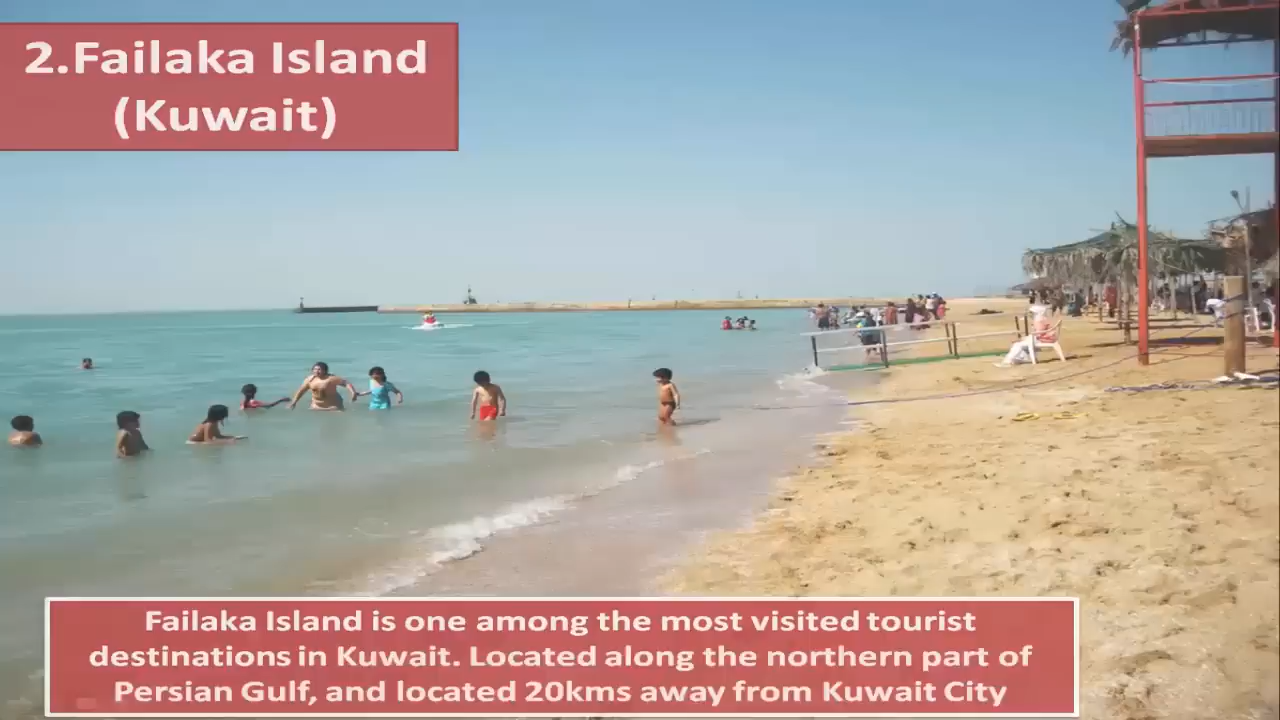 2.Failaka Island
(Kuwait)
Failaka Island is one among the most visited tourist
destinations in Kuwait. Located along the northern part of
Persian Gulf, and located 20kms away from Kuwait City